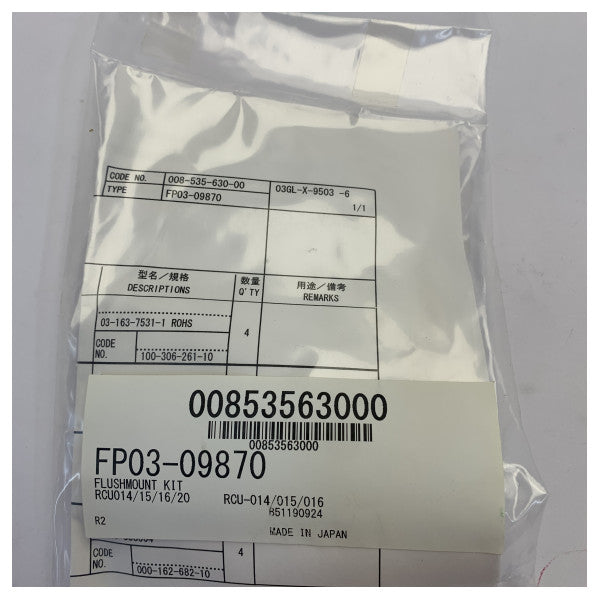 CODE NO. 008-535-630-00 03GL-X-9503 -6
TYPE FP03-09870 1/1
型名/規格 数量 用途/備考
DESCRIPTIONS Q'TY REMARKS
03-163-7531-1 ROHS 4
CODE NO. 100-306-261-10
00853563000
00853563000
FP03-09870
FLUSHMOUNT KIT
RCU014/15/16/20 RCU-014/015/016
851190924
R2 MADE IN JAPAN
CODE NO. 000-162-682-10 4